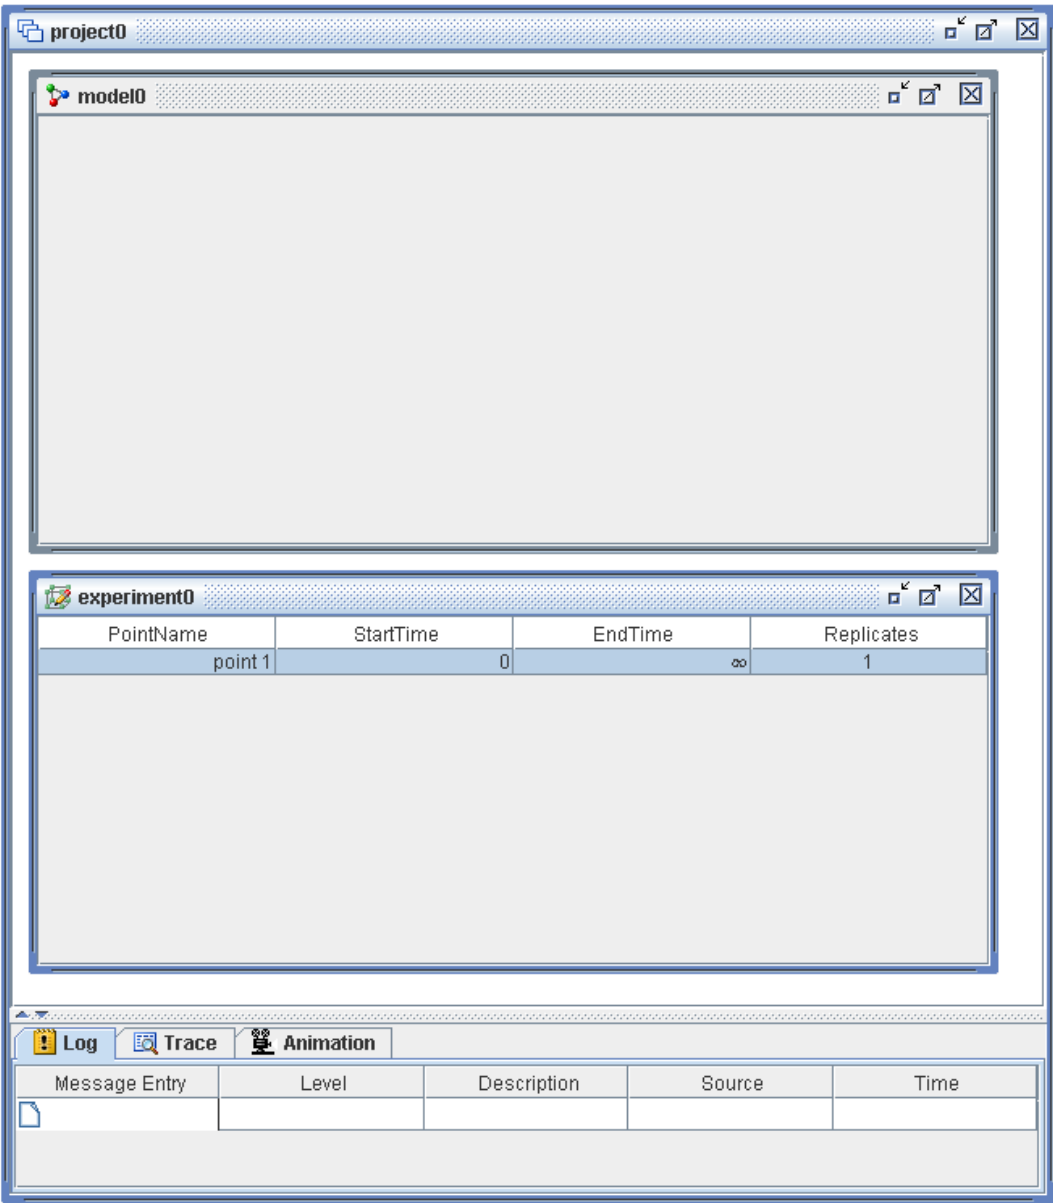 project0
model0
experiment0
PointName StartTime EndTime Replicates
point 1 0 ∞ 1
Log Trace Animation
Message Entry Level Description Source Time